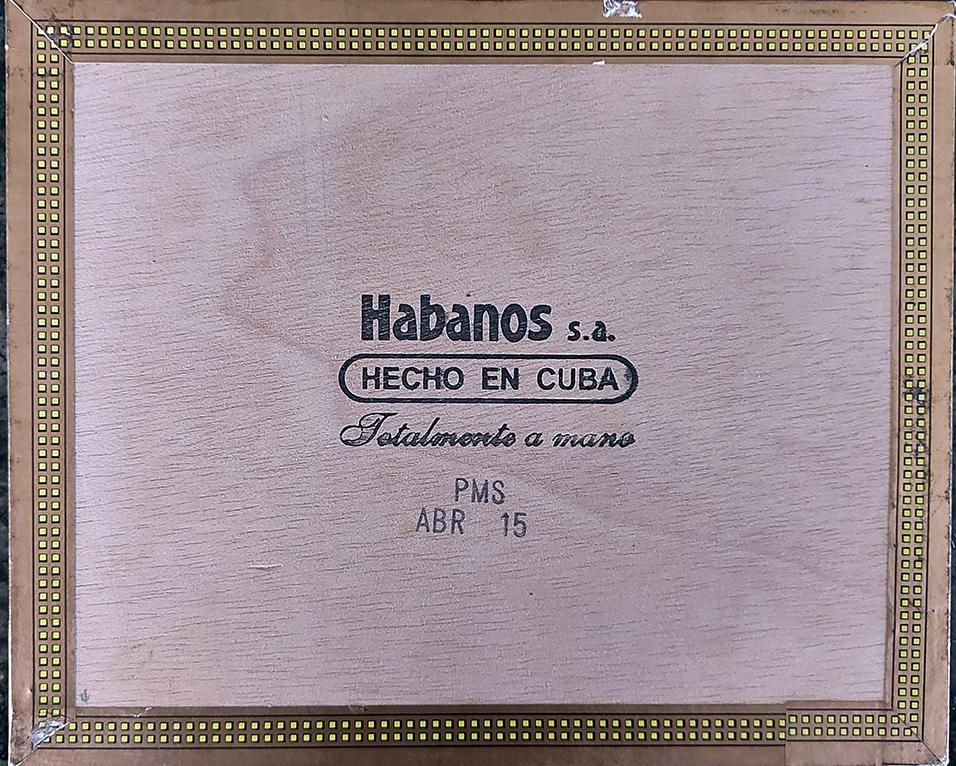 Habanos s.a.
HECHO EN CUBA
Totalmente a mano
PMS
ABR 15